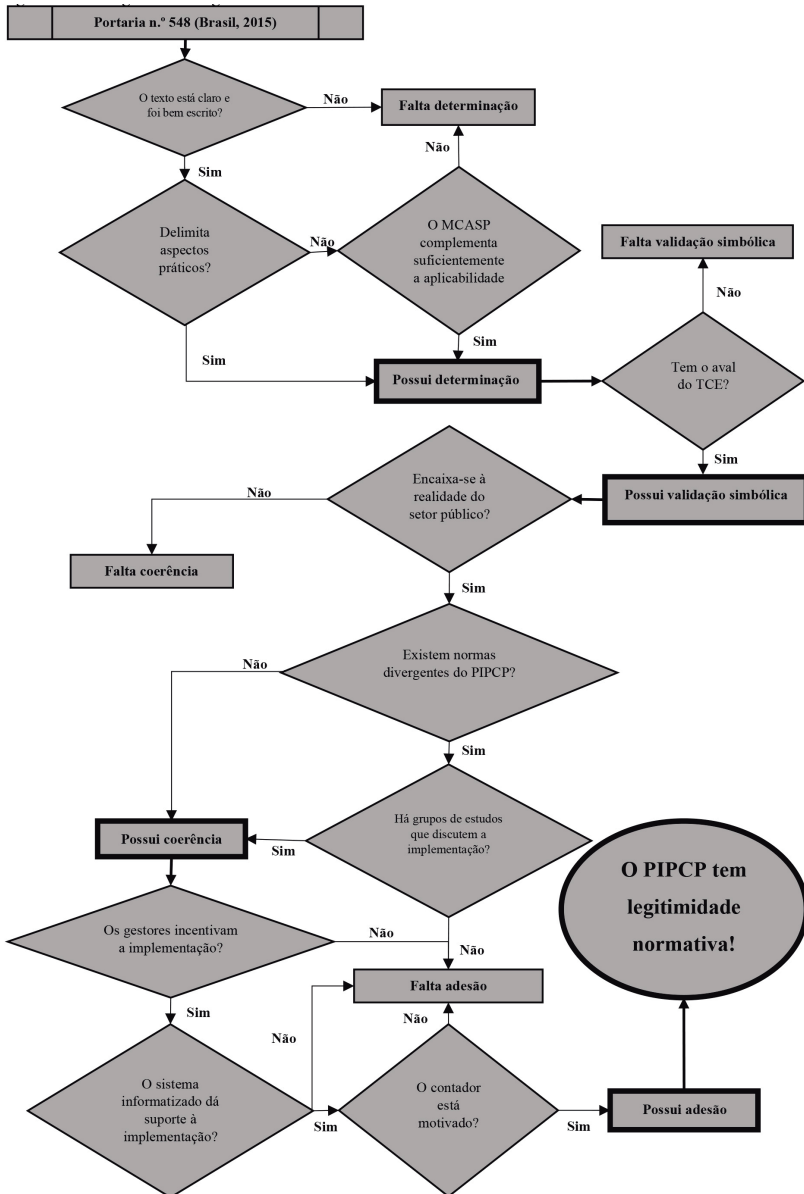 Portaria n.º 548 (Brasil, 2015)
O texto está claro e
foi bem escrito?
Não
Falta determinação
Sim
Não
Delimita
aspectos
práticos?
Não
O MCASP
complementa
suficientemente
a aplicabilidade
Falta validação simbólica
Não
Sim
Sim
Possui determinação
Tem o aval
do TCE?
Sim
Possui validação simbólica
Encaixa-se à
realidade do
setor público?
Não
Falta coerência
Sim
Existem normas
divergentes do PIPCP?
Não
Sim
Há grupos de estudos
que discutem a
implementação?
Sim
Possui coerência
Não
Os gestores incentivam
a implementação?
Não
Falta adesão
Sim
O sistema
informatizado dá
suporte à
implementação?
Não
Sim
O contador
está
motivado?
Não
Sim
Possui adesão
O PIPCP tem
legitimidade
normativa!